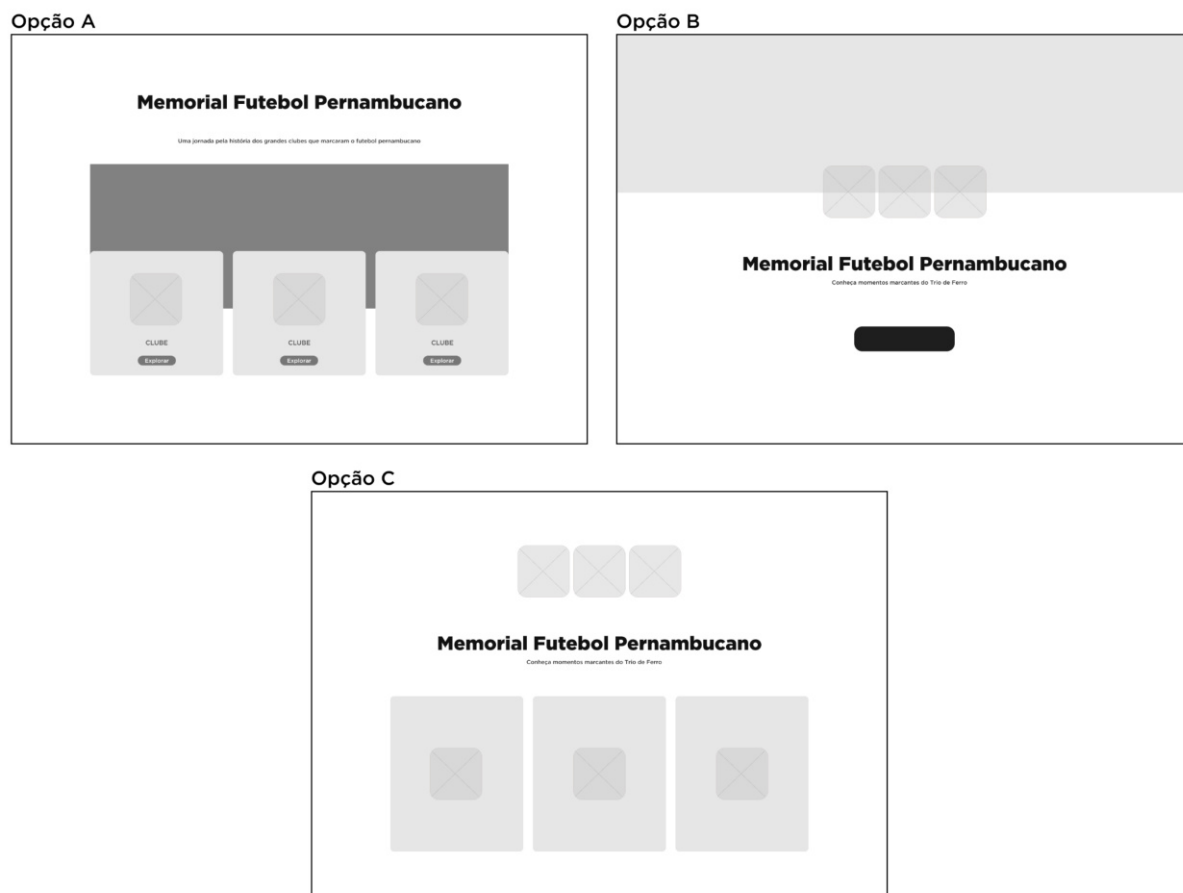 Opção A
Memorial Futebol Pernambucano
Uma jornada pela história dos grandes clubes que marcaram o futebol pernambucano
CLUBE
Explorar
CLUBE
Explorar
CLUBE
Explorar
Opção B
Memorial Futebol Pernambucano
Conheça momentos marcantes do Trio de Ferro
Opção C
Memorial Futebol Pernambucano
Conheça momentos marcantes do Trio de Ferro